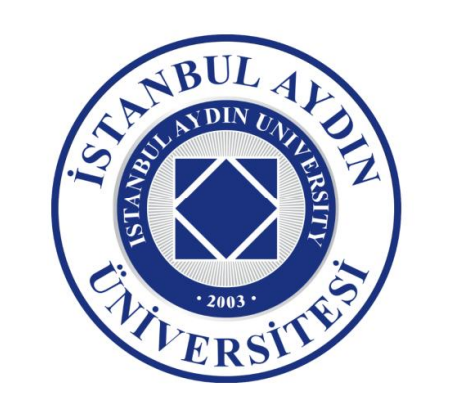 İSTANBUL AYDIN
ÜNİVERSİTESİ
ISTANBUL AYDIN UNIVERSITY
· 2003 ·